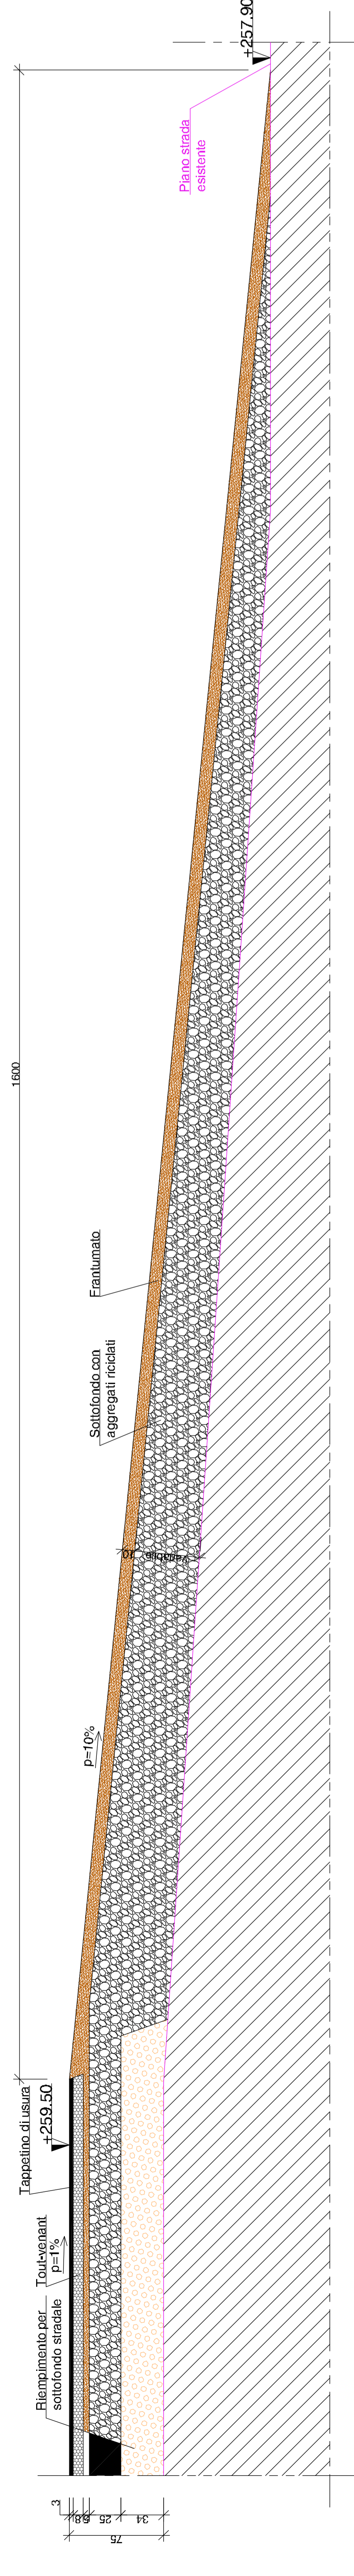 1600
Tappetino di usura
+259.50
Riempimento per
sottofondo stradale
Tout-venant
p=1%
p=10%
Sottofondo con
aggregati riciclati
Frantumato
10
variabile
Piano strada
esistente
+257.90
3
8
5
25
34
75